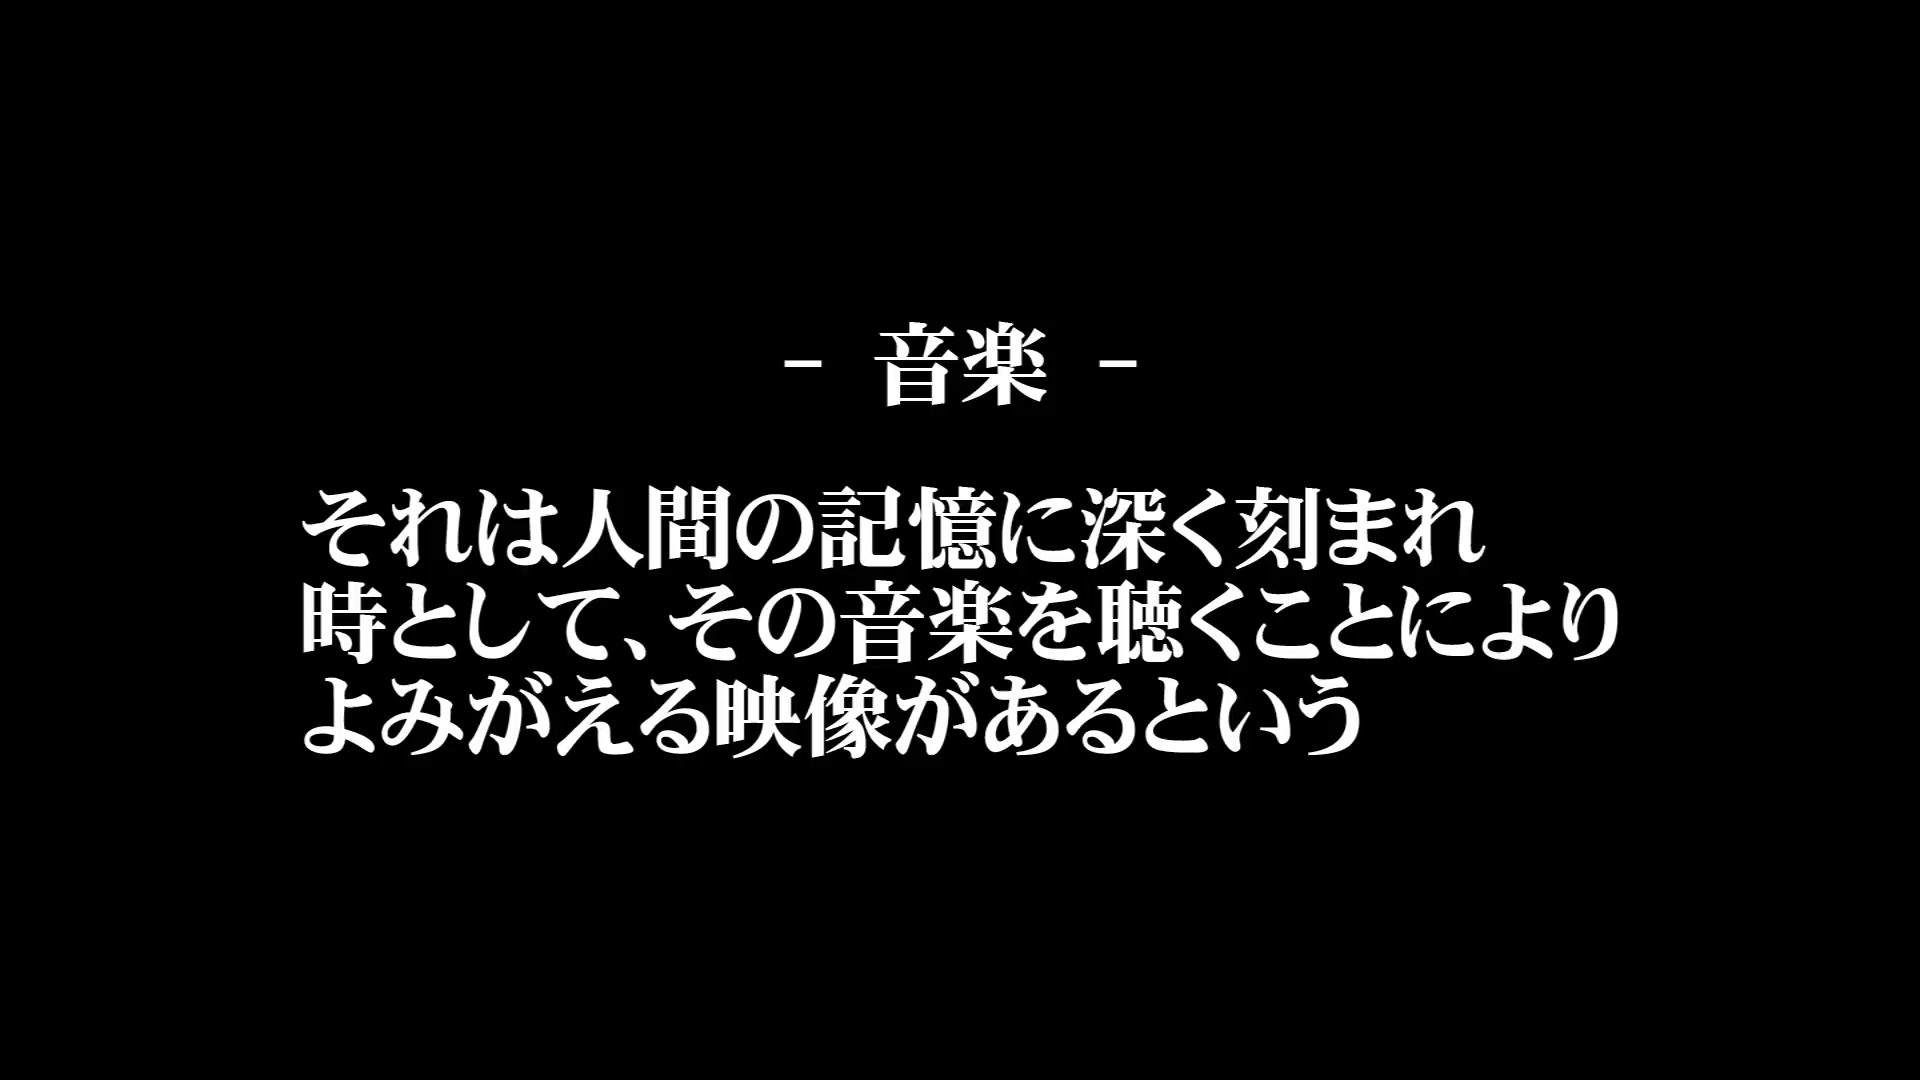 - 音楽 -
それは人間の記憶に深く刻まれ
時として、その音楽を聴くことにより
よみがえる映像があるという